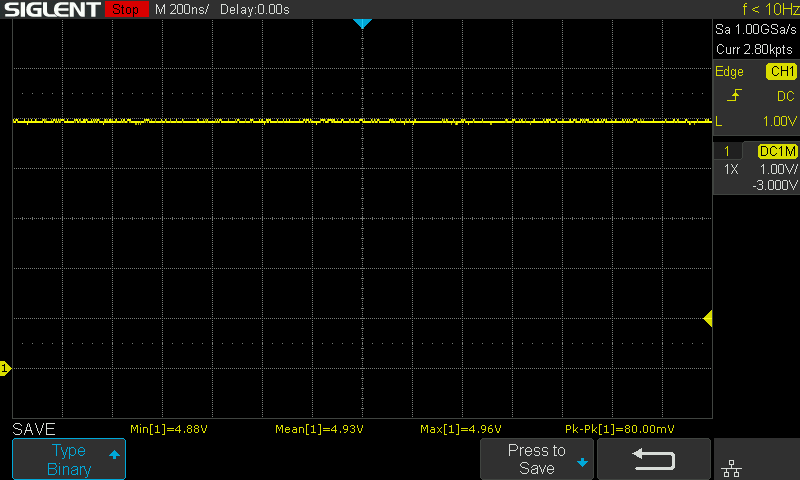 SIGLENT Stop M 200ns/ Delay:0.00s f < 10Hz
Sa 1.00GSa/s
Curr 2.80kpts
Edge CH1
DC
L 1.00V
1 DC1M
1X 1.00V/
-3.000V
1
SAVE Min[1]=4.88V Mean[1]=4.93V Max[1]=4.96V Pk-Pk[1]=80.00mV
Type
Binary
Press to
Save